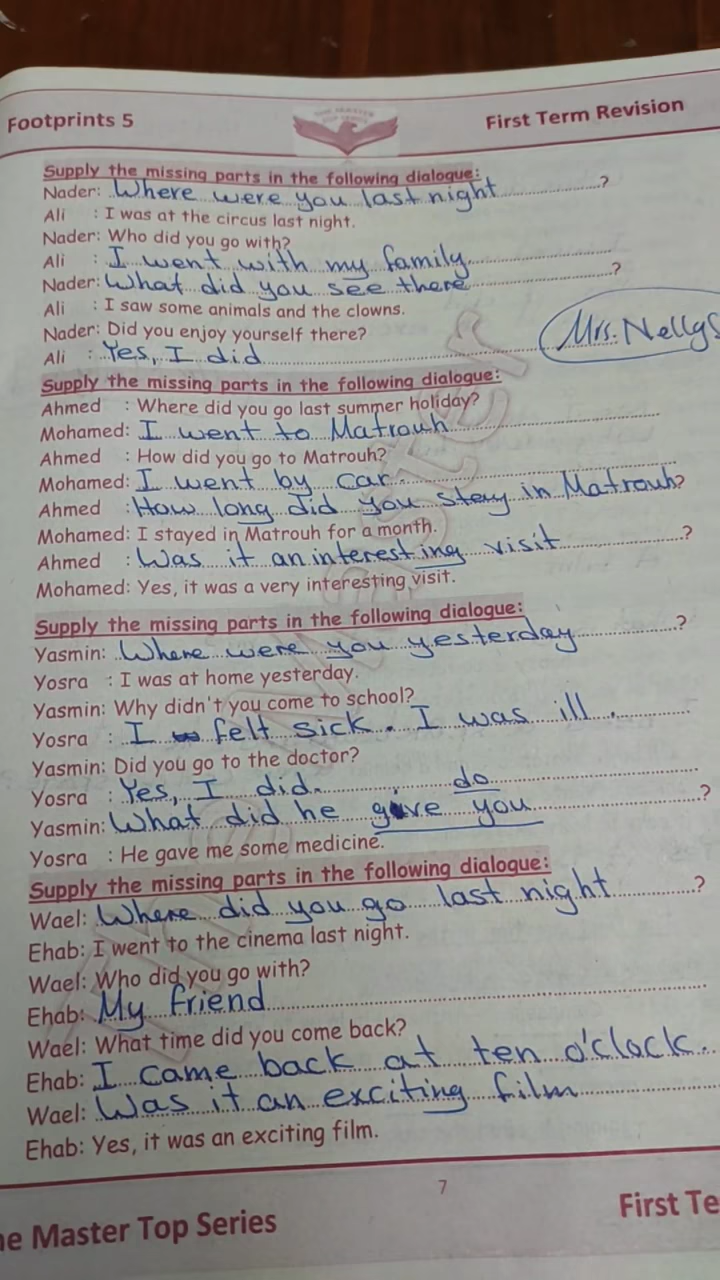 Footprints 5
First Term Revision
Supply the missing parts in the following dialogue:
Nader: Where were you last night ?
Ali : I was at the circus last night.
Nader: Who did you go with?
Ali : I went with my family
Nader: What did you see there ?
Ali : I saw some animals and the clowns.
Nader: Did you enjoy yourself there?
Ali : Yes, I did
Mrs. Nelly
Supply the missing parts in the following dialogue:
Ahmed : Where did you go last summer holiday?
Mohamed: I went to Matrouh
Ahmed : How did you go to Matrouh?
Mohamed: I went by car.
Ahmed : How long did you stay in Matrouh?
Mohamed: I stayed in Matrouh for a month.
Ahmed : Was it an interesting visit ?
Mohamed: Yes, it was a very interesting visit.
Supply the missing parts in the following dialogue:
Yasmin: Where were you yesterday ?
Yosra : I was at home yesterday.
Yasmin: Why didn't you come to school?
Yosra : I felt sick. I was ill.
Yasmin: Did you go to the doctor?
Yosra : Yes, I did.
do
Yasmin: What did he give you ?
Yosra : He gave me some medicine.
Supply the missing parts in the following dialogue:
Wael: Where did you go last night ?
Ehab: I went to the cinema last night.
Wael: Who did you go with?
Ehab: My friend
Wael: What time did you come back?
Ehab: I came back at ten o'clock.
Wael: Was it an exciting film
Ehab: Yes, it was an exciting film.
7
Master Top Series
First